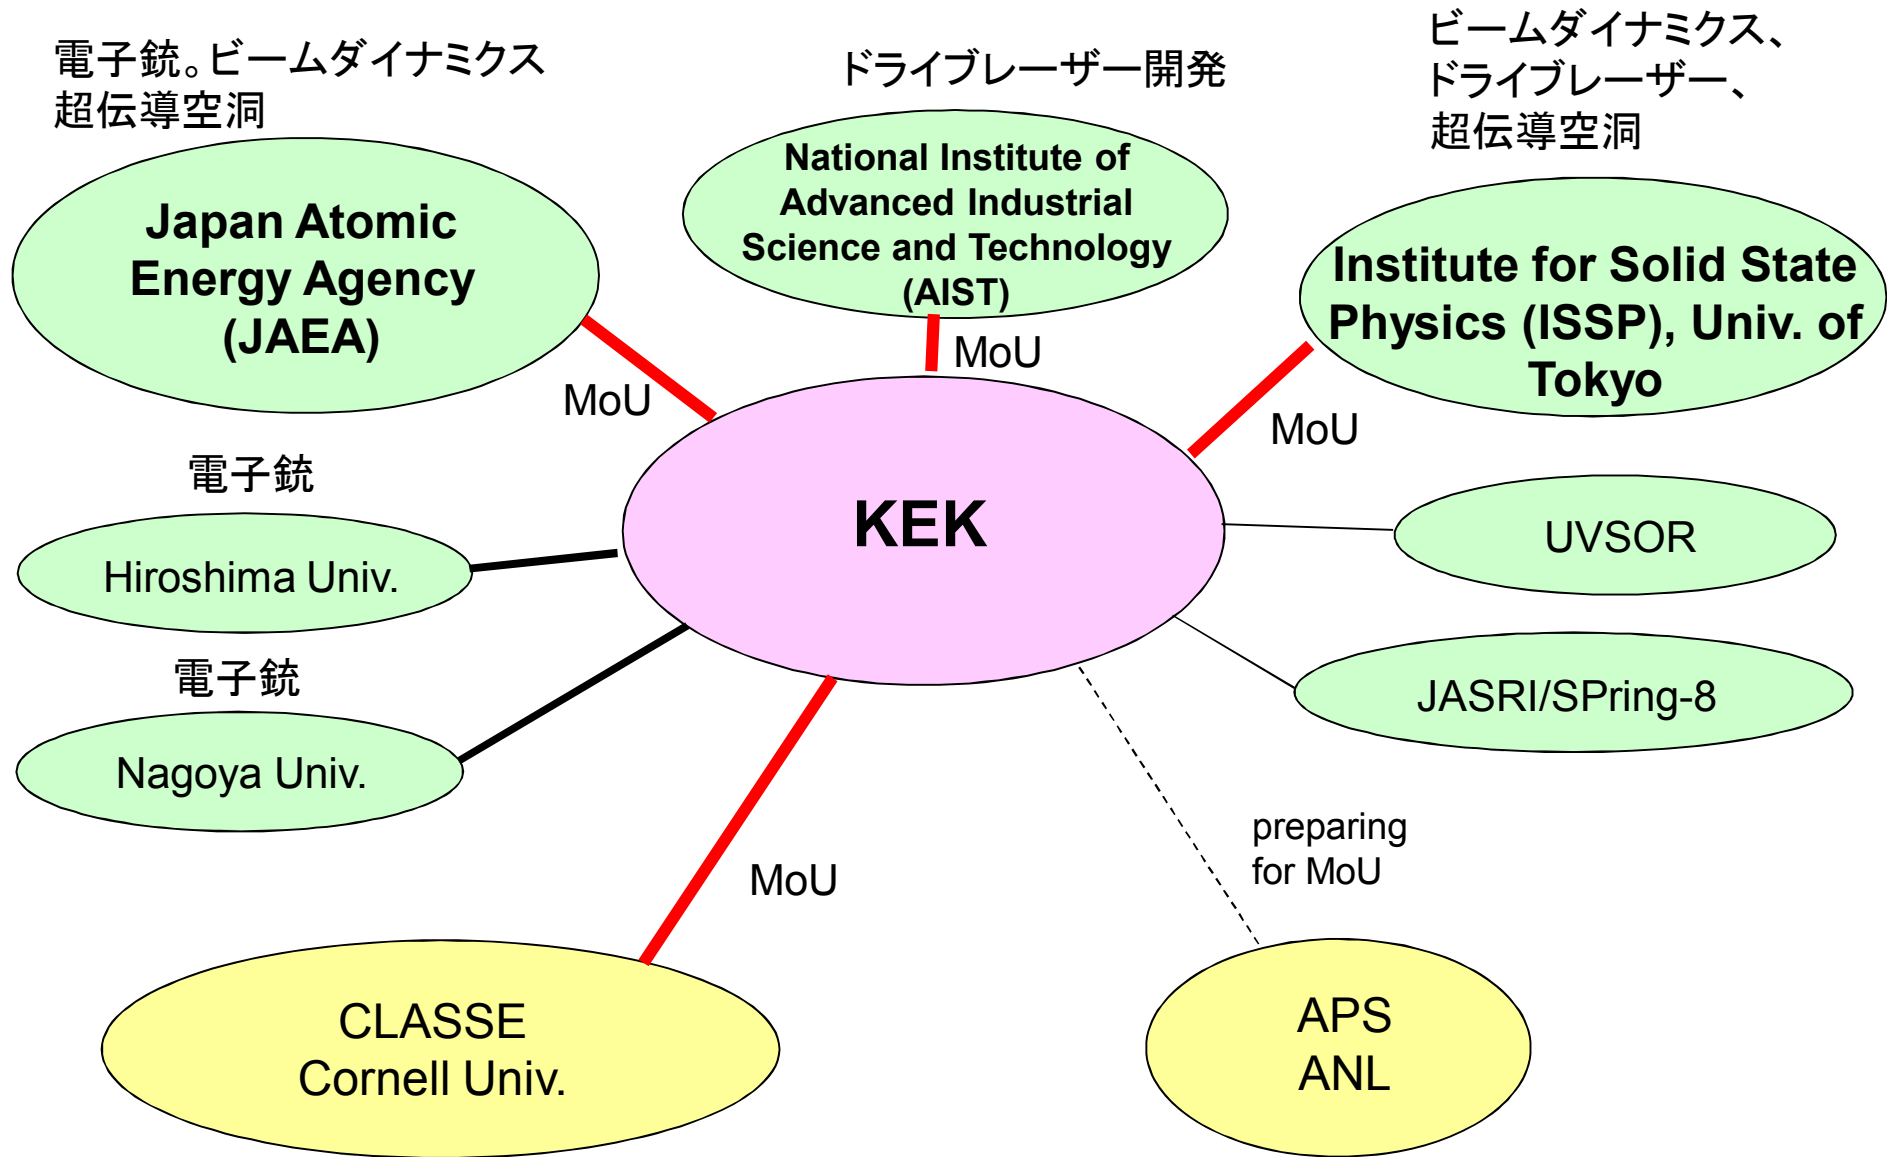 電子銃。ビームダイナミクス
超伝導空洞
ドライブレーザー開発
ビームダイナミクス、
ドライブレーザー、
超伝導空洞
Japan Atomic
Energy Agency
(JAEA)
National Institute of
Advanced Industrial
Science and Technology
(AIST)
Institute for Solid State
Physics (ISSP), Univ. of
Tokyo
MoU
MoU
MoU
KEK
電子銃
Hiroshima Univ.
電子銃
Nagoya Univ.
UVSOR
JASRI/SPring-8
MoU
preparing
for MoU
CLASSE
Cornell Univ.
APS
ANL